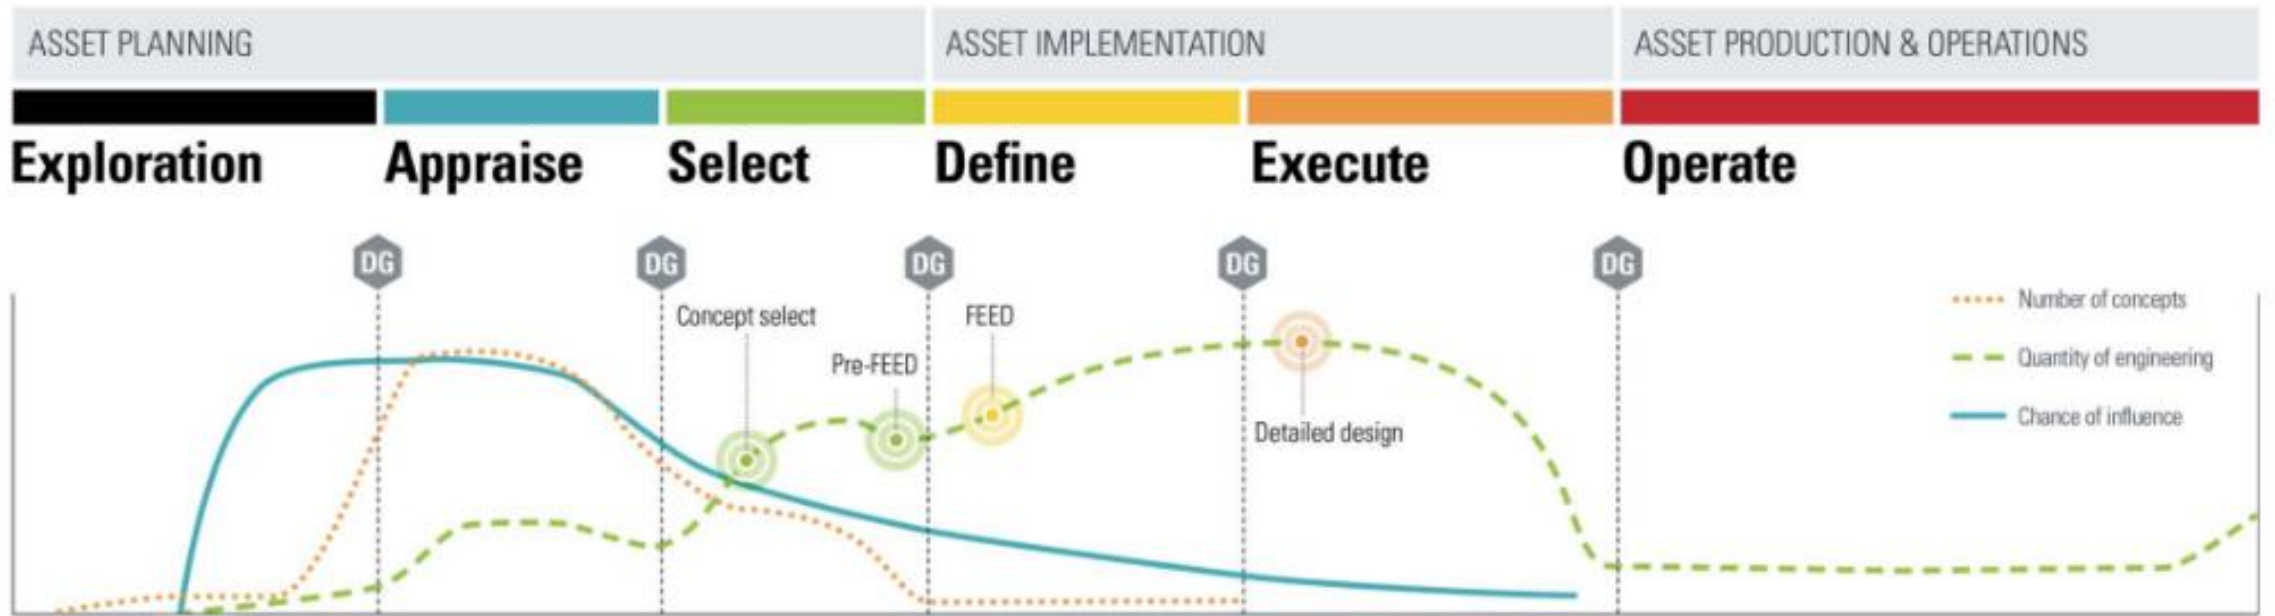 ASSET PLANNING
ASSET IMPLEMENTATION
ASSET PRODUCTION & OPERATIONS
Exploration
Appraise
Select
Define
Execute
Operate
DG
DG
DG
DG
DG
Concept select
Pre-FEED
FEED
Detailed design
Number of concepts
Quantity of engineering
Chance of influence